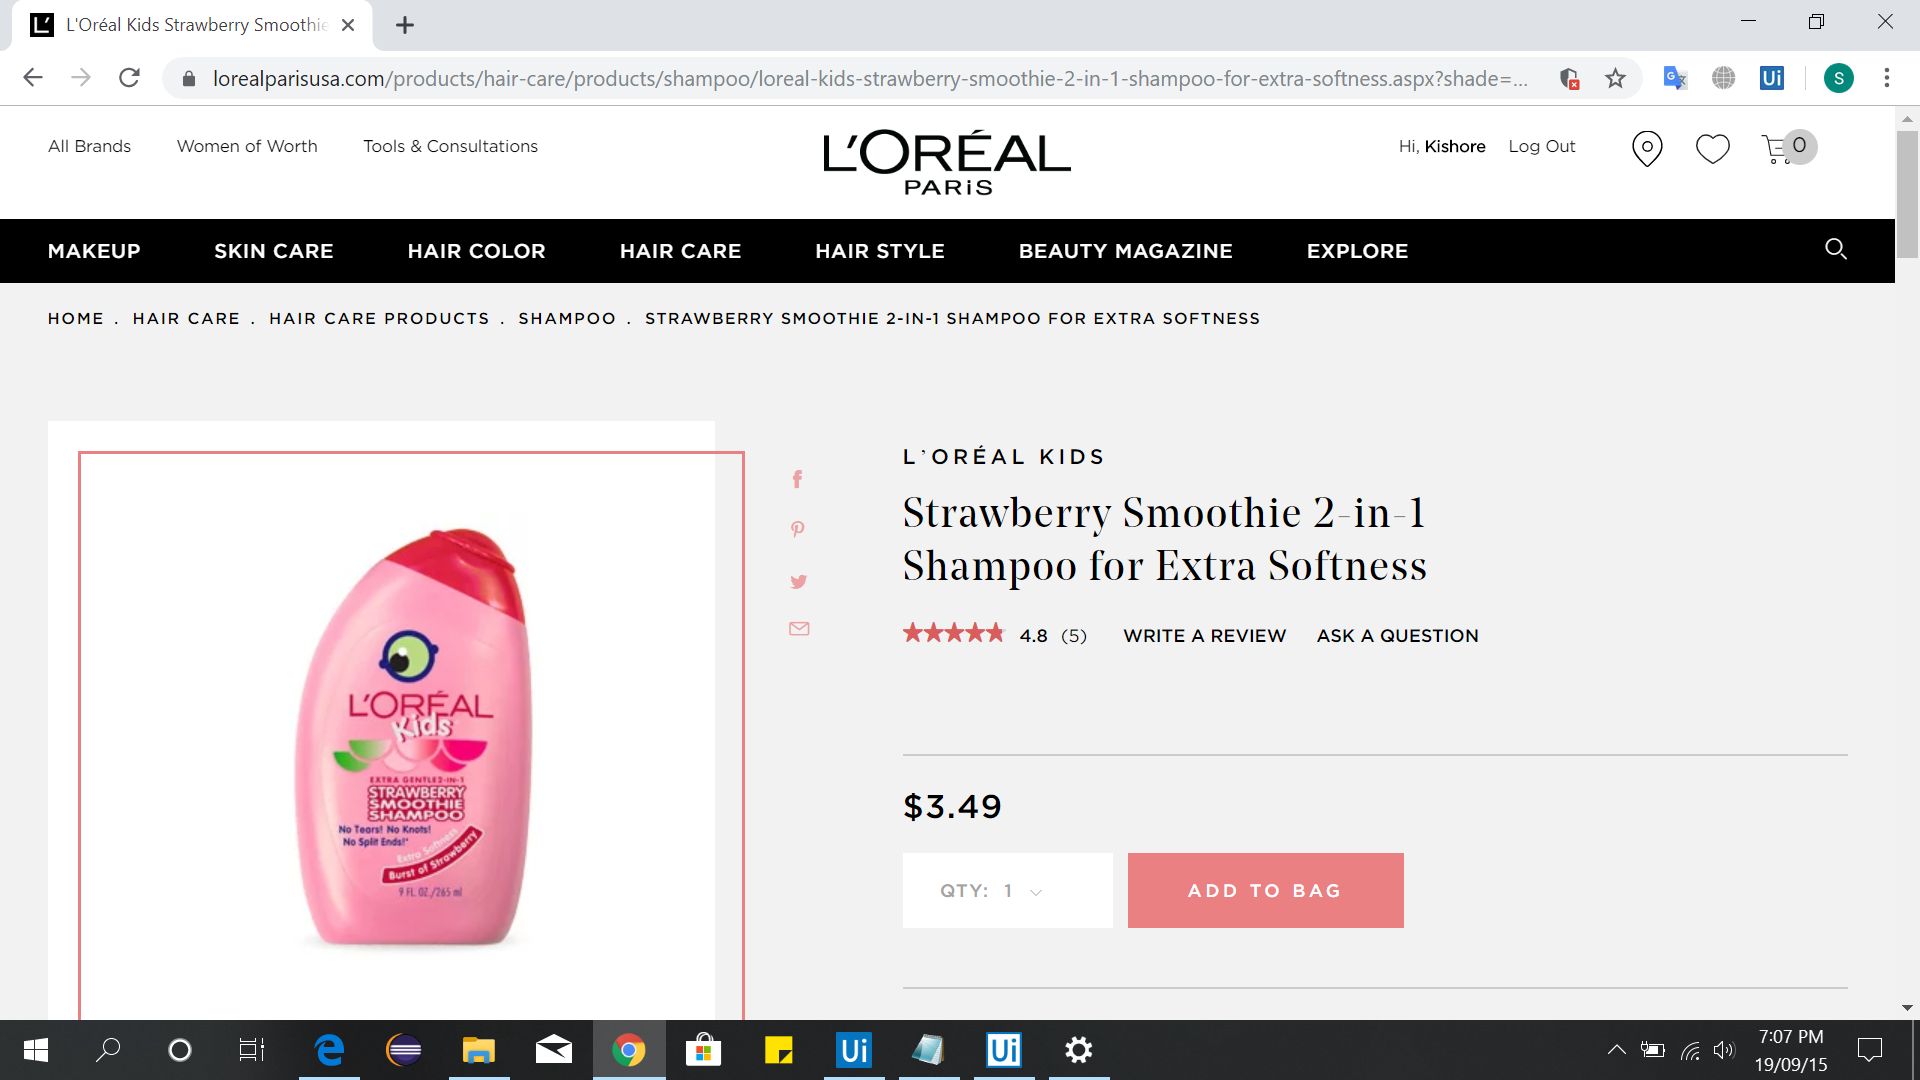 L'Oréal Kids Strawberry Smoothie
lorealparisusa.com/products/hair-care/products/shampoo/loreal-kids-strawberry-smoothie-2-in-1-shampoo-for-extra-softness.aspx?shade=...
Ui
S
All Brands
Women of Worth
Tools & Consultations
L'ORÉAL
PARiS
Hi, Kishore
Log Out
0
MAKEUP
SKIN CARE
HAIR COLOR
HAIR CARE
HAIR STYLE
BEAUTY MAGAZINE
EXPLORE
HOME . HAIR CARE . HAIR CARE PRODUCTS . SHAMPOO . STRAWBERRY SMOOTHIE 2-IN-1 SHAMPOO FOR EXTRA SOFTNESS
L'ORÉAL
Kids
EXTRA GENTLE 2-IN-1
STRAWBERRY
SMOOTHIE
SHAMPOO
No Tears! No Knots!
No Split Ends!*
Extra Softness
Burst of Strawberry
9 FL. OZ./265 ml
L'ORÉAL KIDS
Strawberry Smoothie 2-in-1
Shampoo for Extra Softness
4.8 (5)
WRITE A REVIEW
ASK A QUESTION
$3.49
QTY: 1
ADD TO BAG
Ui
Ui
7:07 PM
19/09/15